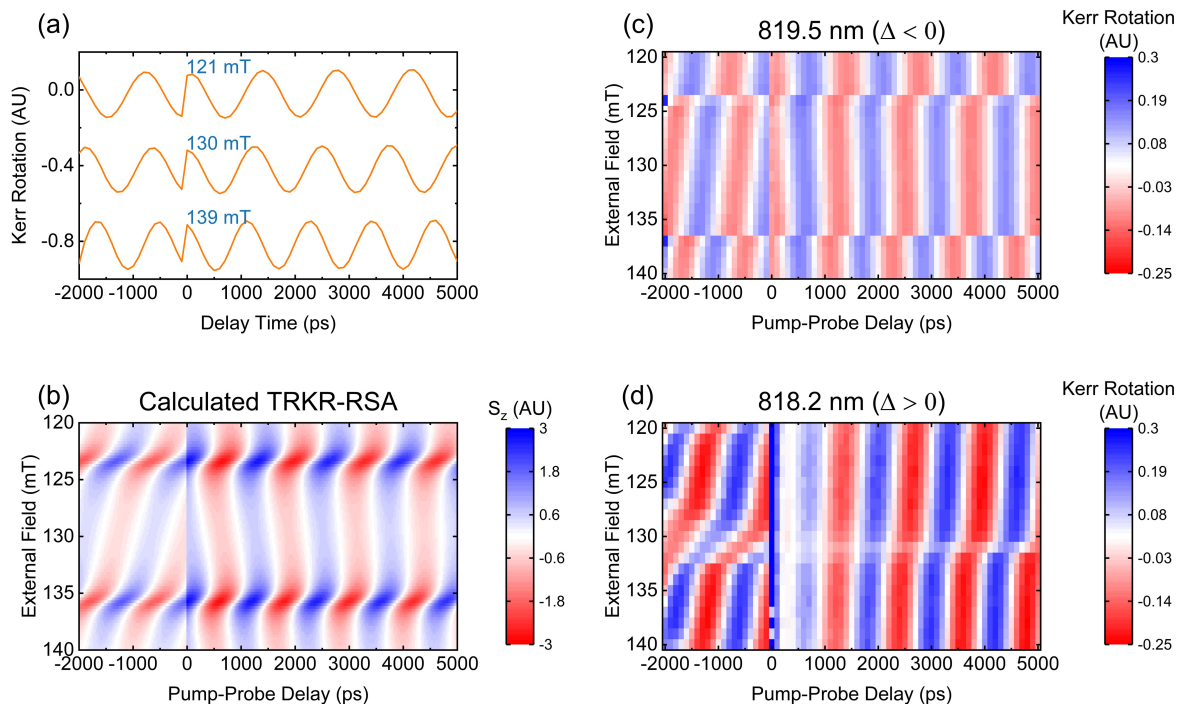 (a)
121 mT
130 mT
139 mT
0.0
-0.4
-0.8
Kerr Rotation (AU)
-2000 -1000 0 1000 2000 3000 4000 5000
Delay Time (ps)
(b)
Calculated TRKR-RSA
S_z (AU)
120
125
130
135
140
External Field (mT)
-2000 -1000 0 1000 2000 3000 4000 5000
Pump-Probe Delay (ps)
3
1.8
0.6
-0.6
-1.8
-3
(c)
819.5 nm (Δ < 0)
Kerr Rotation
(AU)
120
125
130
135
140
External Field (mT)
-2000 -1000 0 1000 2000 3000 4000 5000
Pump-Probe Delay (ps)
0.3
0.19
0.08
-0.03
-0.14
-0.25
(d)
818.2 nm (Δ > 0)
Kerr Rotation
(AU)
120
125
130
135
140
External Field (mT)
-2000 -1000 0 1000 2000 3000 4000 5000
Pump-Probe Delay (ps)
0.3
0.19
0.08
-0.03
-0.14
-0.25